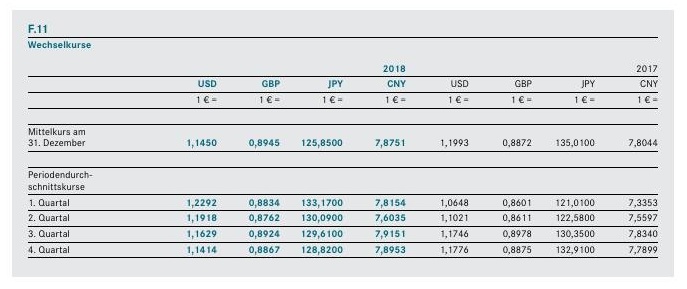 F.11
Wechselkurse
2018 2017
USD GBP JPY CNY USD GBP JPY CNY
1 € = 1 € = 1 € = 1 € = 1 € = 1 € = 1 € = 1 € =
Mittelkurs am
31. Dezember 1,1450 0,8945 125,8500 7,8751 1,1993 0,8872 135,0100 7,8044
Periodendurch-
schnittskurse
1. Quartal 1,2292 0,8834 133,1700 7,8154 1,0648 0,8601 121,0100 7,3353
2. Quartal 1,1918 0,8762 130,0900 7,6035 1,1021 0,8611 122,5800 7,5597
3. Quartal 1,1629 0,8924 129,6100 7,9151 1,1746 0,8978 130,3500 7,8340
4. Quartal 1,1414 0,8867 128,8200 7,8953 1,1776 0,8875 132,9100 7,7899